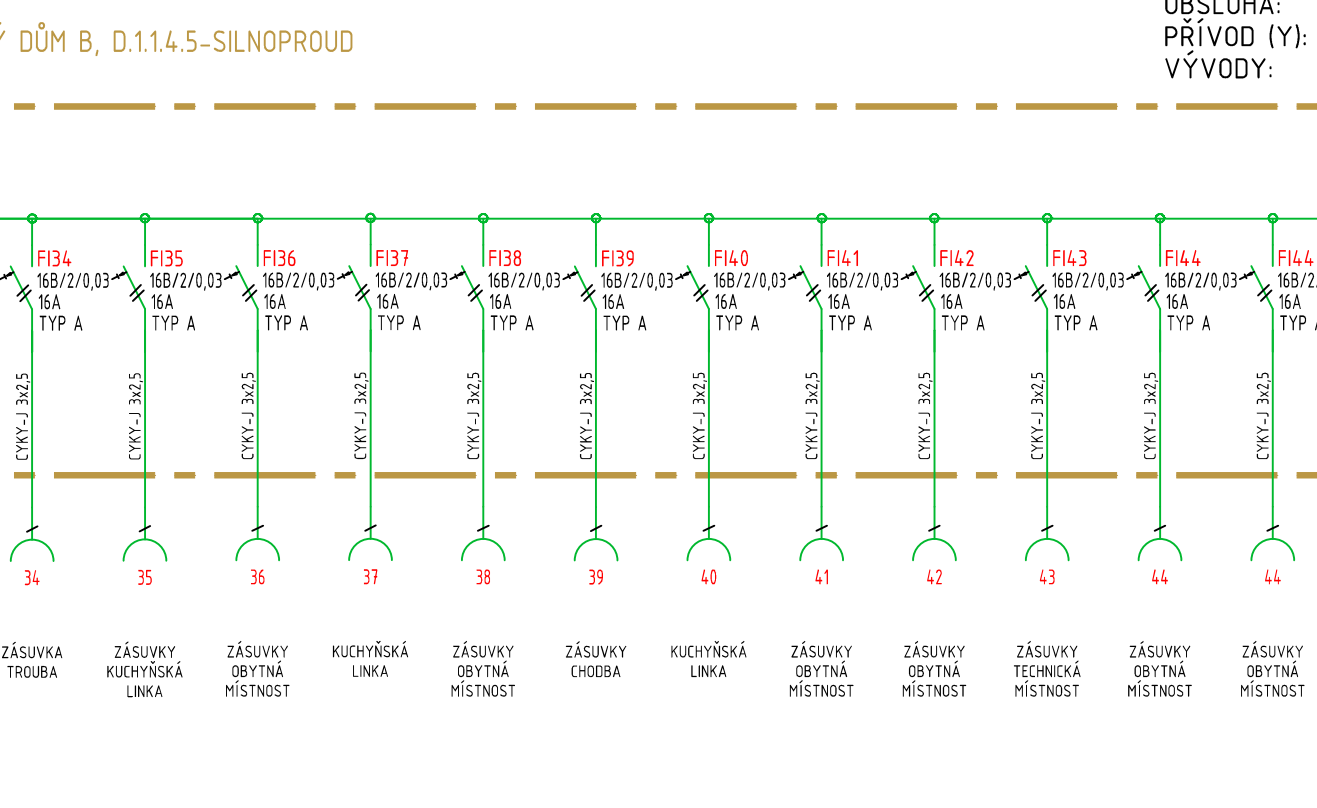 OBSLUHA:
Ý DŮM B, D.1.1.4.5-SILNOPROUD
PŘÍVOD (Y):
VÝVODY:
FI34
16B/2/0,03
16A
TYP A
CYKY-J 3x2,5
34
ZÁSUVKA
TROUBA
FI35
16B/2/0,03
16A
TYP A
CYKY-J 3x2,5
35
ZÁSUVKY
KUCHYŇSKÁ
LINKA
FI36
16B/2/0,03
16A
TYP A
CYKY-J 3x2,5
36
ZÁSUVKY
OBYTNÁ
MÍSTNOST
FI37
16B/2/0,03
16A
TYP A
CYKY-J 3x2,5
37
KUCHYŇSKÁ
LINKA
FI38
16B/2/0,03
16A
TYP A
CYKY-J 3x2,5
38
ZÁSUVKY
OBYTNÁ
MÍSTNOST
FI39
16B/2/0,03
16A
TYP A
CYKY-J 3x2,5
39
ZÁSUVKY
CHODBA
FI40
16B/2/0,03
16A
TYP A
CYKY-J 3x2,5
40
KUCHYŇSKÁ
LINKA
FI41
16B/2/0,03
16A
TYP A
CYKY-J 3x2,5
41
ZÁSUVKY
OBYTNÁ
MÍSTNOST
FI42
16B/2/0,03
16A
TYP A
CYKY-J 3x2,5
42
ZÁSUVKY
OBYTNÁ
MÍSTNOST
FI43
16B/2/0,03
16A
TYP A
CYKY-J 3x2,5
43
ZÁSUVKY
TECHNICKÁ
MÍSTNOST
FI44
16B/2/0,03
16A
TYP A
CYKY-J 3x2,5
44
ZÁSUVKY
OBYTNÁ
MÍSTNOST
FI44
16B/2
16A
TYP A
CYKY-J 3x2,5
44
ZÁSUVKY
OBYTNÁ
MÍSTNOST